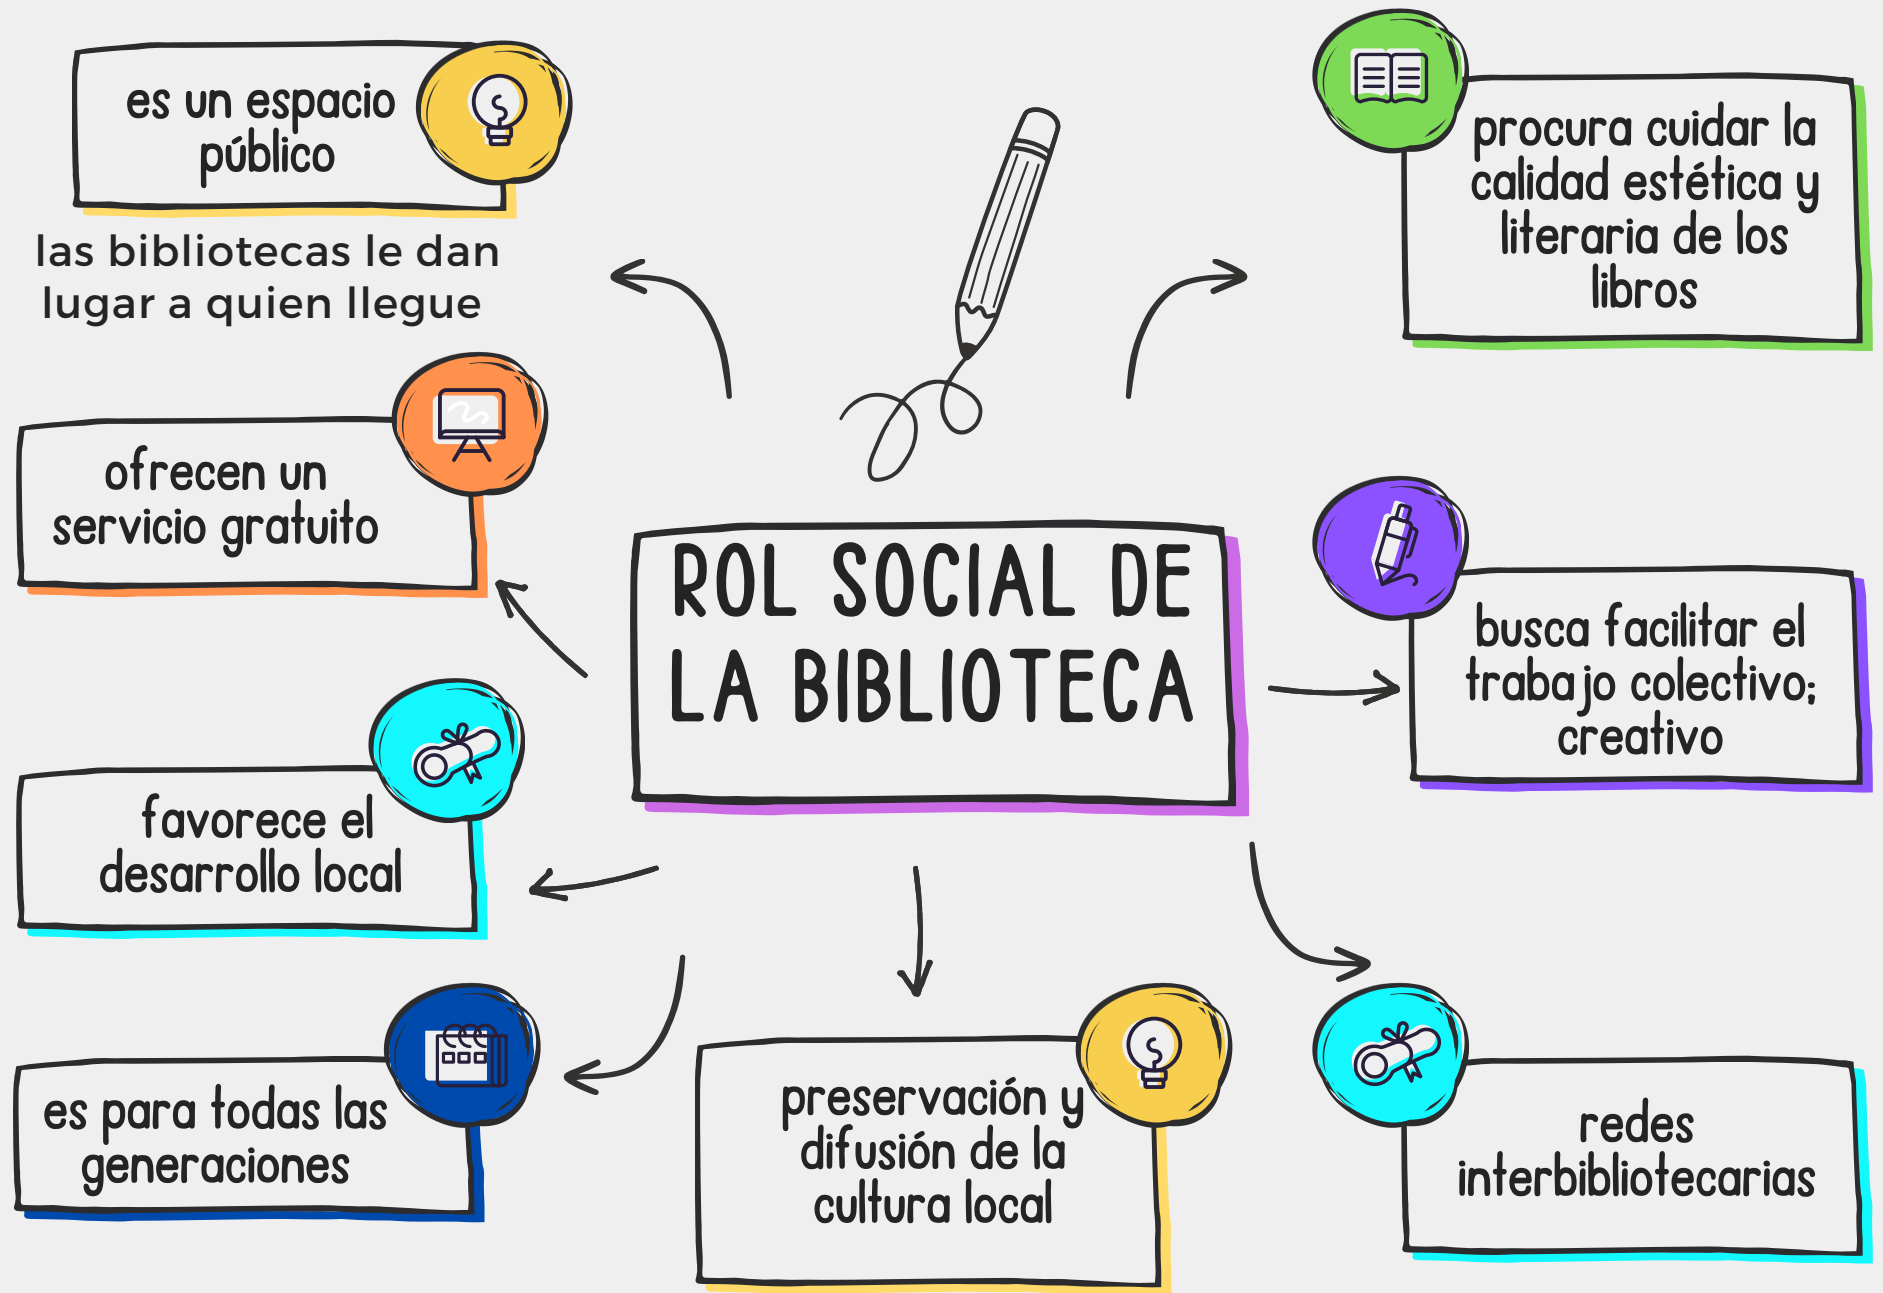 es un espacio
público
las bibliotecas le dan
lugar a quien llegue
ofrecen un
servicio gratuito
favorece el
desarrollo local
es para todas las
generaciones
ROL SOCIAL DE
LA BIBLIOTECA
preservación y
difusión de la
cultura local
procura cuidar la
calidad estética y
literaria de los
libros
busca facilitar el
trabajo colectivo;
creativo
redes
interbibliotecarias